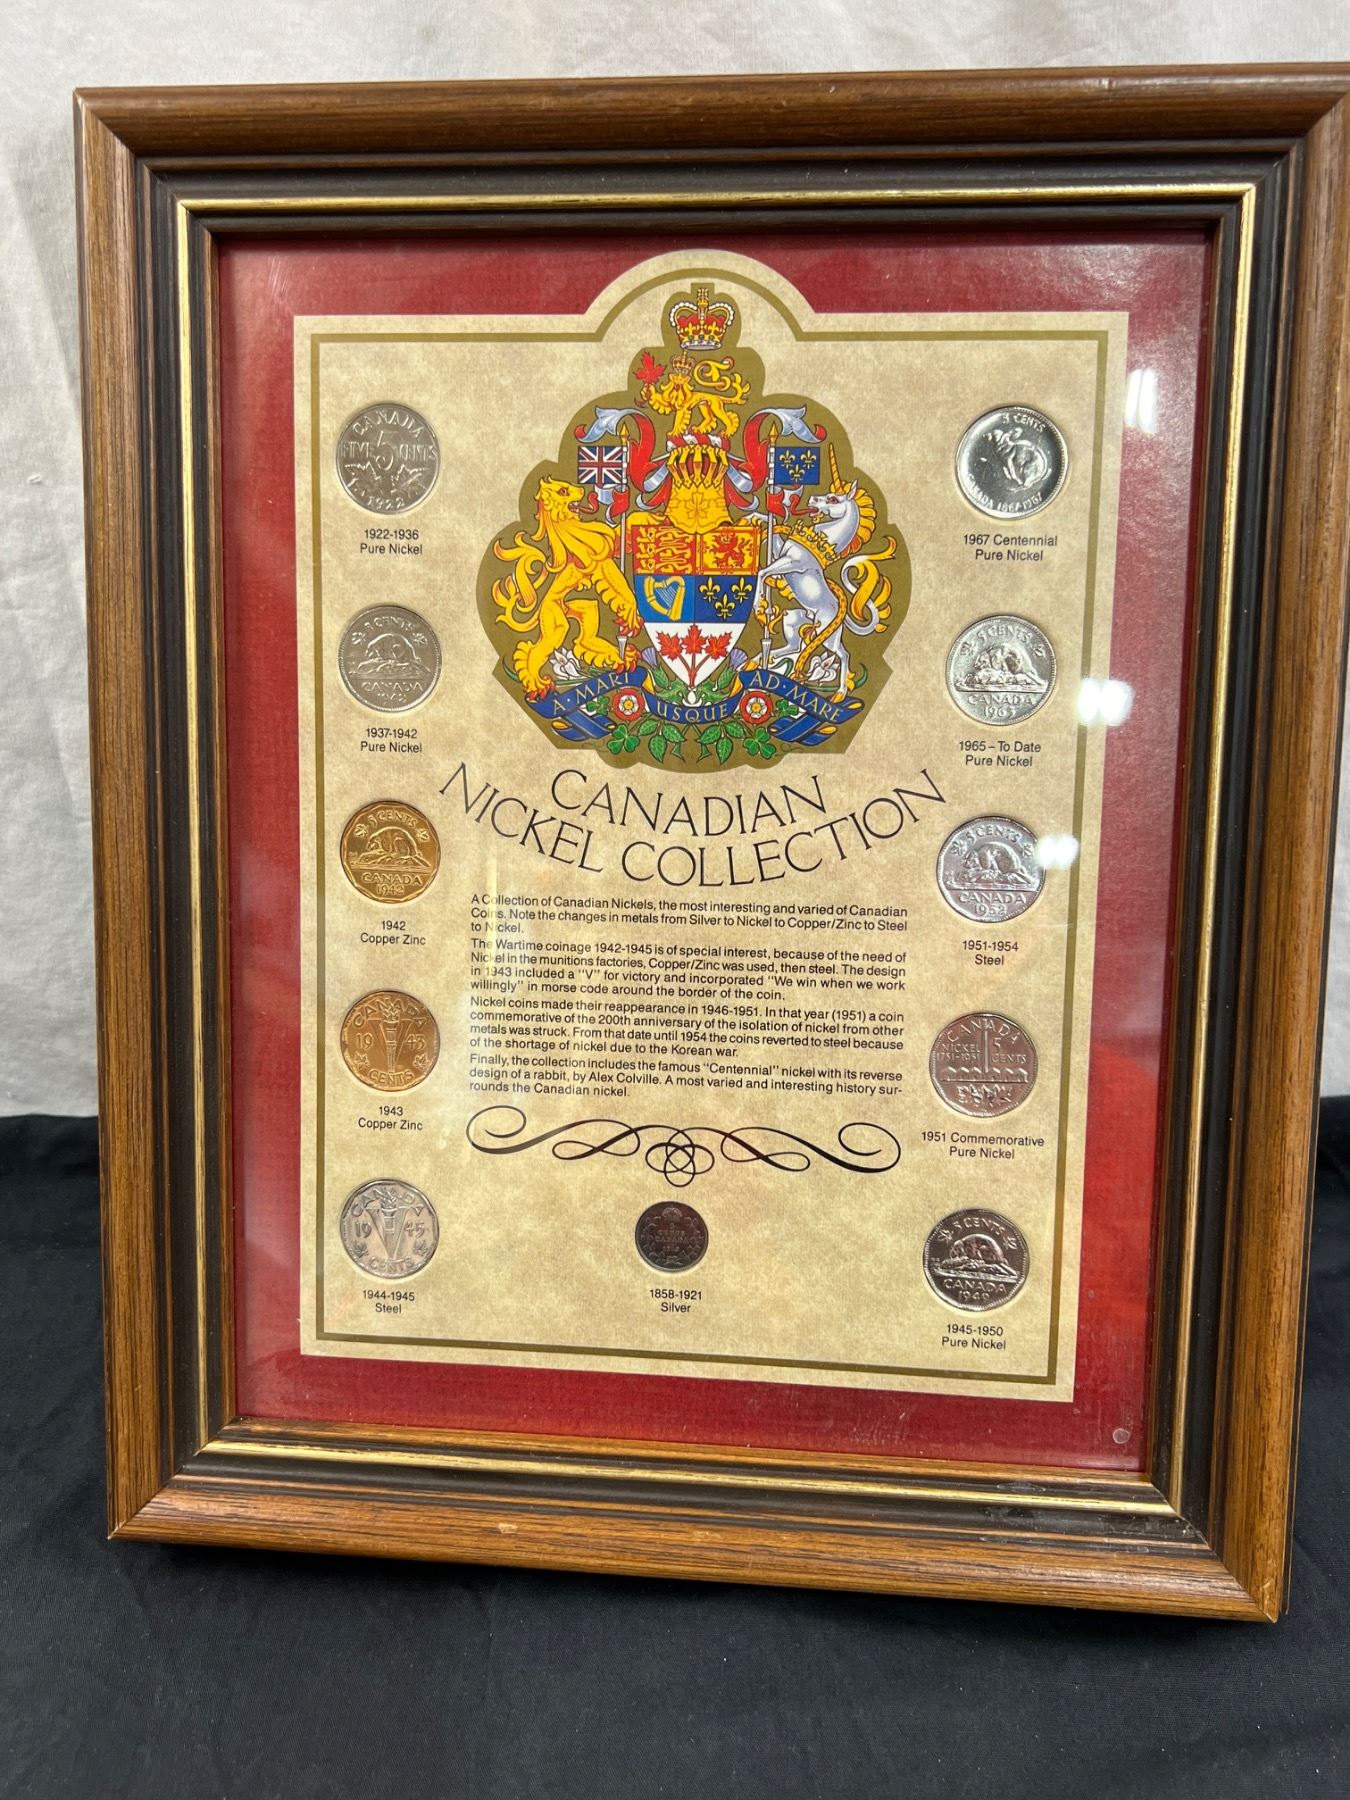 A·MARI
USQUE
AD·MARE
CANADIAN
NICKEL COLLECTION
A Collection of Canadian Nickels, the most interesting and varied of Canadian
Coins. Note the changes in metals from Silver to Nickel to Copper/Zinc to Steel
to Nickel.
The Wartime coinage 1942-1945 is of special interest, because of the need of
Nickel in the munitions factories, Copper/Zinc was used, then steel. The design
in 1943 included a "V" for victory and incorporated "We win when we work
willingly" in morse code around the border of the coin.
Nickel coins made their reappearance in 1946-1951. In that year (1951) a coin
commemorative of the 200th anniversary of the isolation of nickel from other
metals was struck. From that date until 1954 the coins reverted to steel because
of the shortage of nickel due to the Korean war.
Finally, the collection includes the famous "Centennial" nickel with its reverse
design of a rabbit, by Alex Colville. A most varied and interesting history sur-
rounds the Canadian nickel.
CANADA
FIVE 5 CENTS
1922
1922-1936
Pure Nickel
5 CENTS
CANADA
1937-1942
Pure Nickel
5 CENTS
CANADA
1942
1942
Copper Zinc
CANADA
19 V 43
CENTS
1943
Copper Zinc
CANADA
19 V 45
CENTS
1944-1945
Steel
5
CENTS
CANADA
1858-1921
Silver
5 CENTS
CANADA 1867 1967
1967 Centennial
Pure Nickel
5 CENTS
CANADA
1965
1965 – To Date
Pure Nickel
5 CENTS
CANADA
1952
1951-1954
Steel
CANADA
NICKEL 5
1751-1951 CENTS
1951 Commemorative
Pure Nickel
5 CENTS
CANADA
1949
1945-1950
Pure Nickel